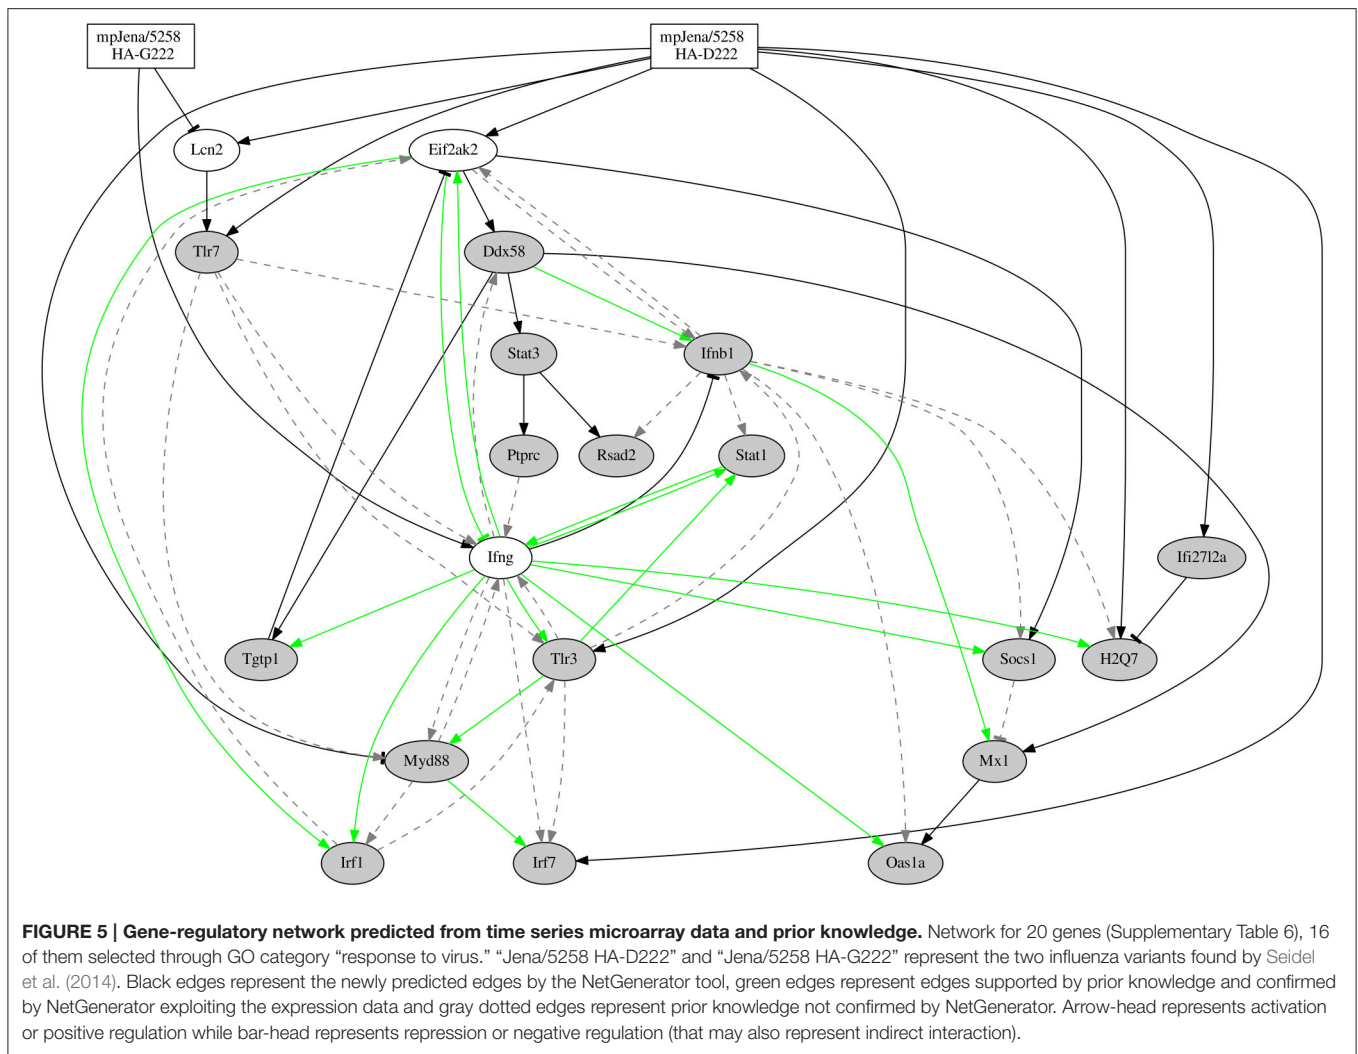 mpJena/5258
HA-G222
mpJena/5258
HA-D222
Lcn2
Eif2ak2
Tlr7
Ddx58
Stat3
Ifnb1
Ptprc
Rsad2
Stat1
Ifng
Ifi27l2a
Tgtp1
Tlr3
Socs1
H2Q7
Myd88
Mx1
Irf1
Irf7
Oas1a
FIGURE 5 | Gene-regulatory network predicted from time series microarray data and prior knowledge. Network for 20 genes (Supplementary Table 6), 16
of them selected through GO category “response to virus.” “Jena/5258 HA-D222” and “Jena/5258 HA-G222” represent the two influenza variants found by Seidel
et al. (2014). Black edges represent the newly predicted edges by the NetGenerator tool, green edges represent edges supported by prior knowledge and confirmed
by NetGenerator exploiting the expression data and gray dotted edges represent prior knowledge not confirmed by NetGenerator. Arrow-head represents activation
or positive regulation while bar-head represents repression or negative regulation (that may also represent indirect interaction).